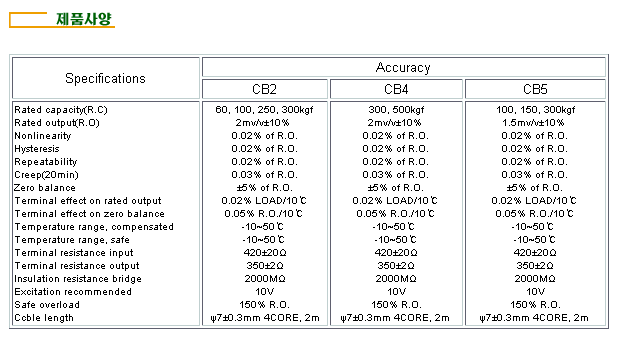 제품사양
Specifications
Accuracy
CB2 CB4 CB5
Rated capacity(R.C) 60, 100, 250, 300kgf 300, 500kgf 100, 150, 300kgf
Rated output(R.O) 2mv/v±10% 2mv/v±10% 1.5mv/v±10%
Nonlinearity 0.02% of R.O. 0.02% of R.O. 0.02% of R.O.
Hysteresis 0.02% of R.O. 0.02% of R.O. 0.02% of R.O.
Repeatability 0.02% of R.O. 0.02% of R.O. 0.02% of R.O.
Creep(20min) 0.03% of R.O. 0.03% of R.O. 0.03% of R.O.
Zero balance ±5% of R.O. ±5% of R.O. ±5% of R.O.
Terminal effect on rated output 0.02% LOAD/10℃ 0.02% LOAD/10℃ 0.02% LOAD/10℃
Terminal effect on zero balance 0.05% R.O./10℃ 0.05% R.O./10℃ 0.05% R.O./10℃
Temperature range, compensated -10~50℃ -10~50℃ -10~50℃
Temperature range, safe -10~50℃ -10~50℃ -10~50℃
Terminal resistance input 420±20Ω 420±20Ω 420±20Ω
Terminal resistance output 350±2Ω 350±2Ω 350±2Ω
Insulation resistance bridge 2000MΩ 2000MΩ 2000MΩ
Excitation recommended 10V 10V 10V
Safe overload 150% R.O. 150% R.O. 150% R.O.
Ccble length ψ7±0.3mm 4CORE, 2m ψ7±0.3mm 4CORE, 2m ψ7±0.3mm 4CORE, 2m